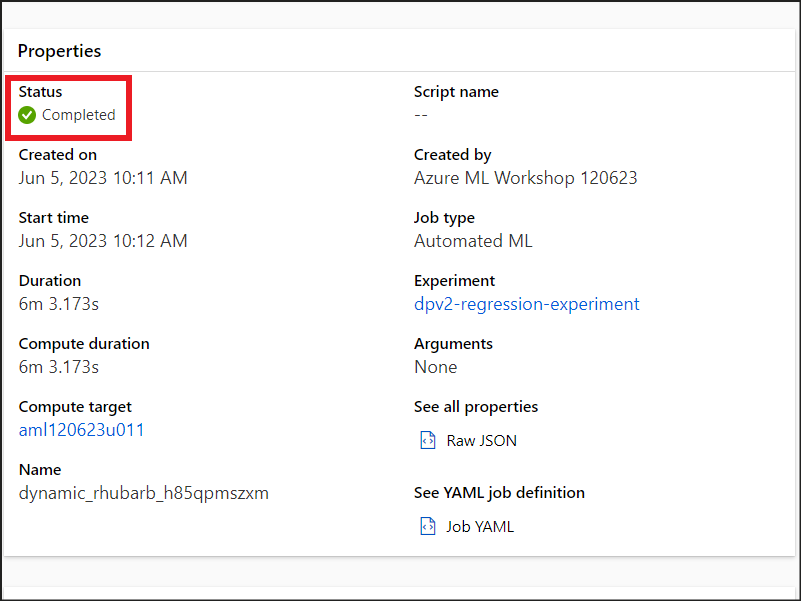 Properties
Status
Completed
Created on
Jun 5, 2023 10:11 AM
Start time
Jun 5, 2023 10:12 AM
Duration
6m 3.173s
Compute duration
6m 3.173s
Compute target
aml120623u011
Name
dynamic_rhubarb_h85qpmszxm
Script name
--
Created by
Azure ML Workshop 120623
Job type
Automated ML
Experiment
dpv2-regression-experiment
Arguments
None
See all properties
Raw JSON
See YAML job definition
Job YAML